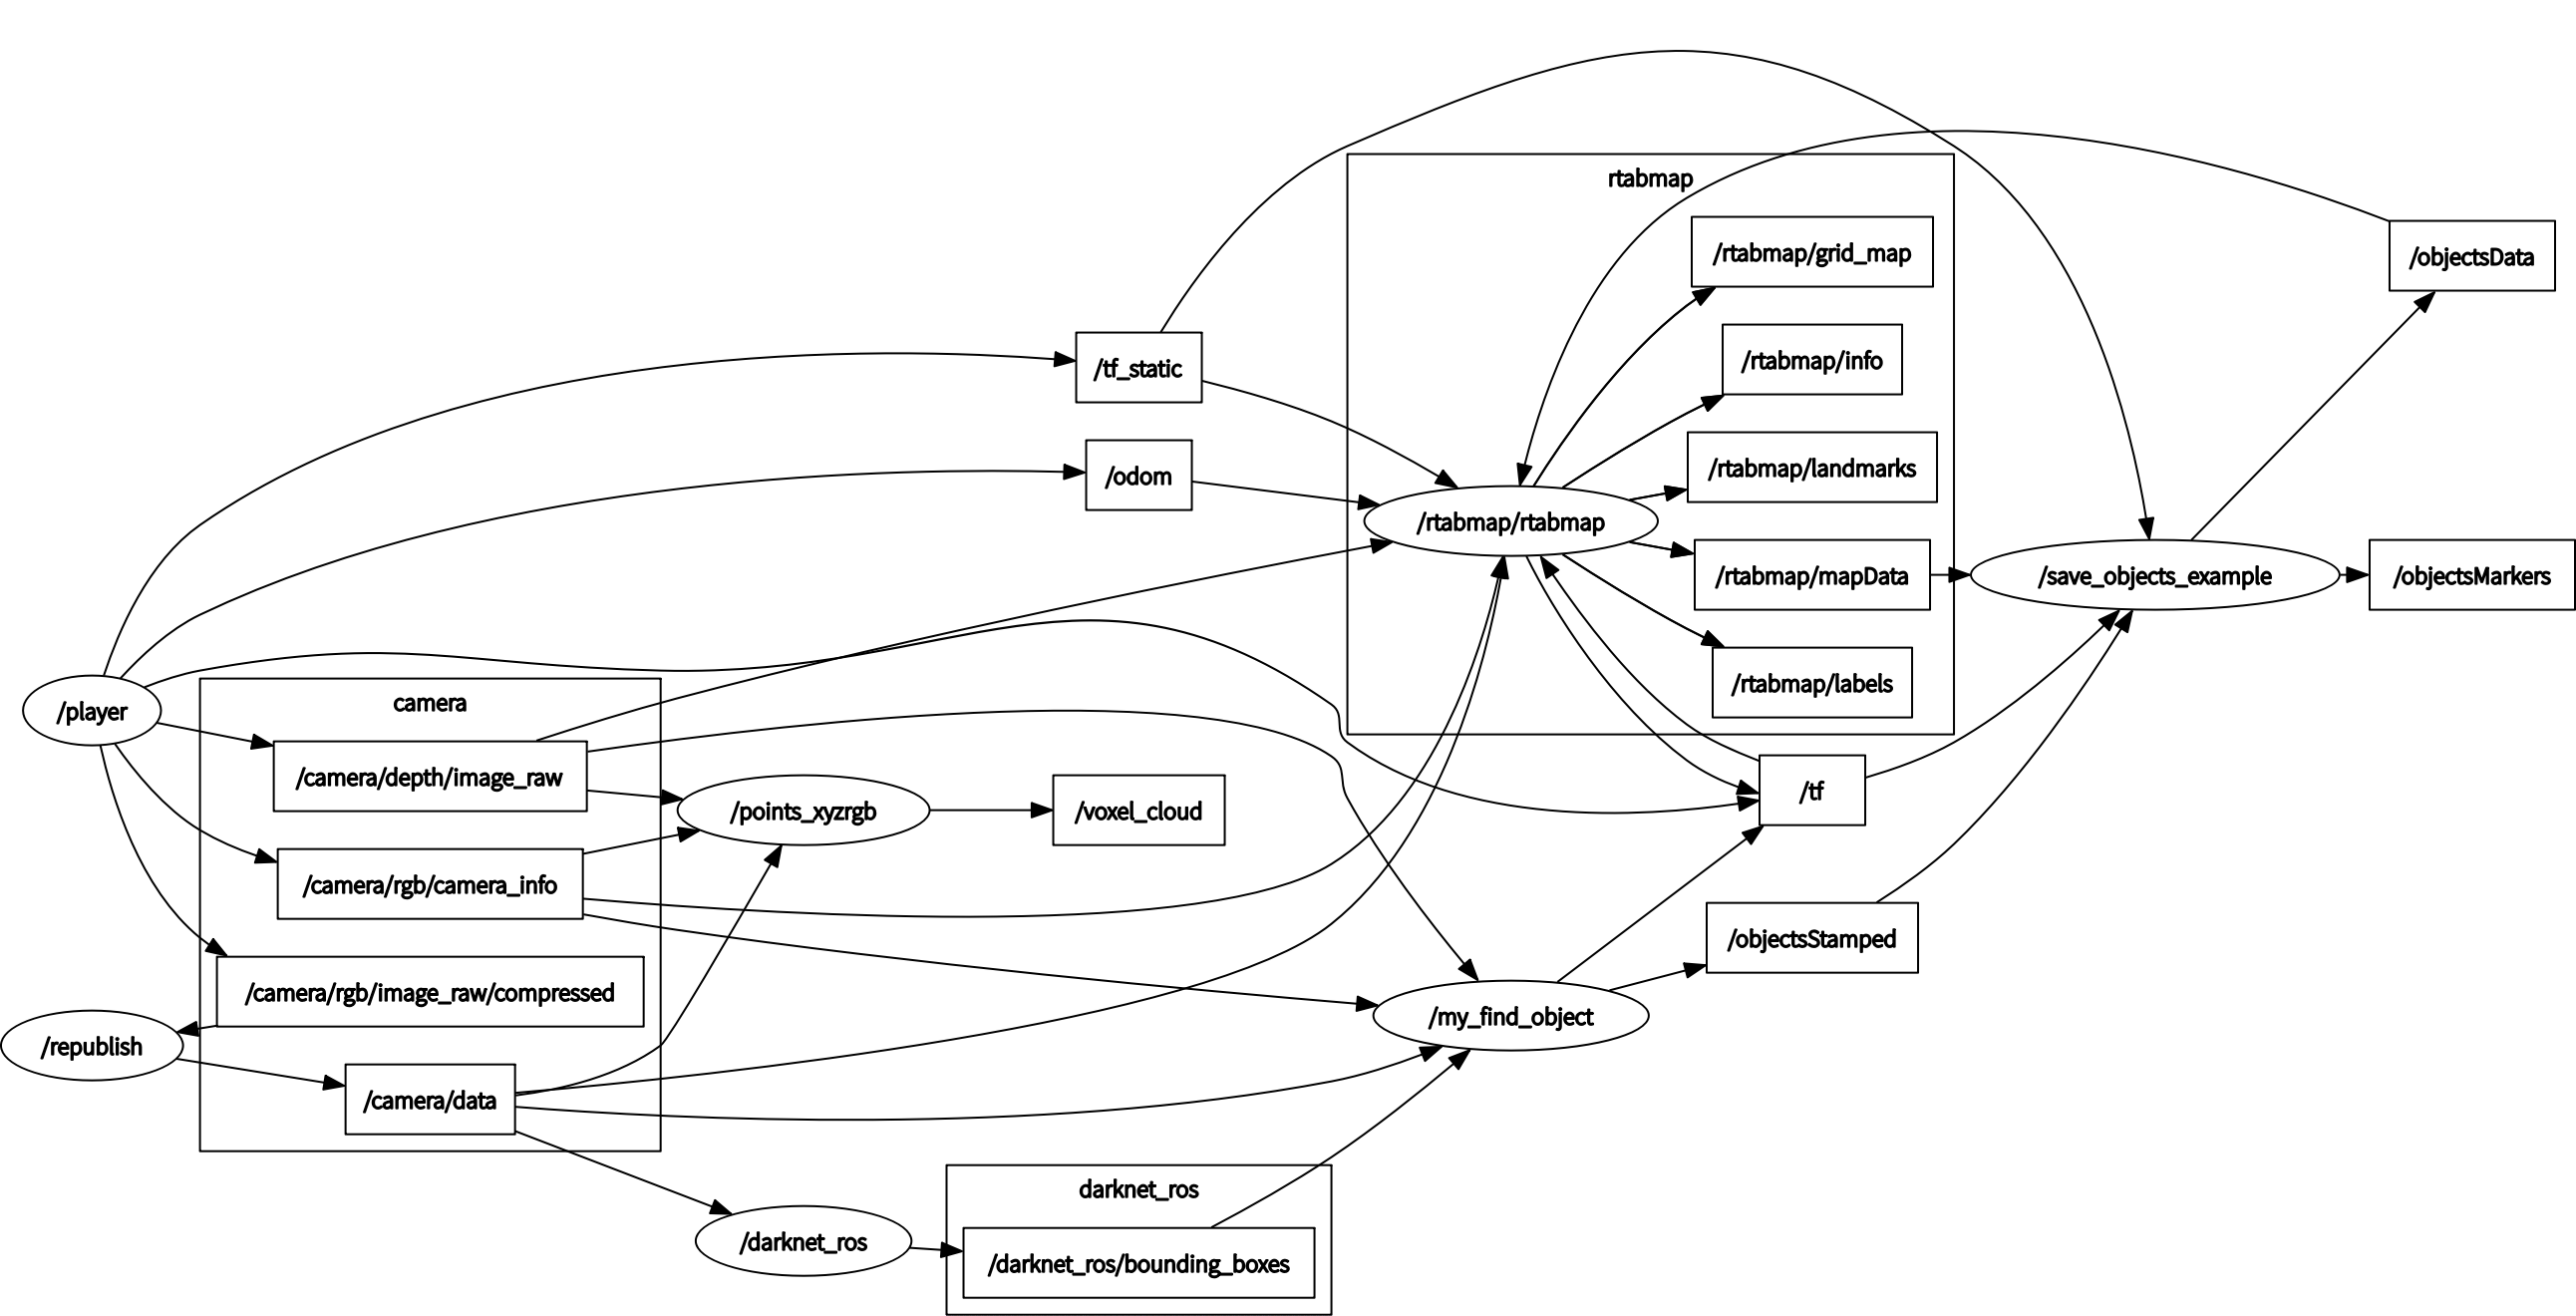 rtabmap
/rtabmap/grid_map
/objectsData
/rtabmap/info
/tf_static
/rtabmap/landmarks
/odom
/rtabmap/rtabmap
/rtabmap/mapData
/save_objects_example
/objectsMarkers
/rtabmap/labels
camera
/player
/camera/depth/image_raw
/tf
/points_xyzrgb
/voxel_cloud
/camera/rgb/camera_info
/objectsStamped
/camera/rgb/image_raw/compressed
/my_find_object
/republish
/camera/data
darknet_ros
/darknet_ros
/darknet_ros/bounding_boxes